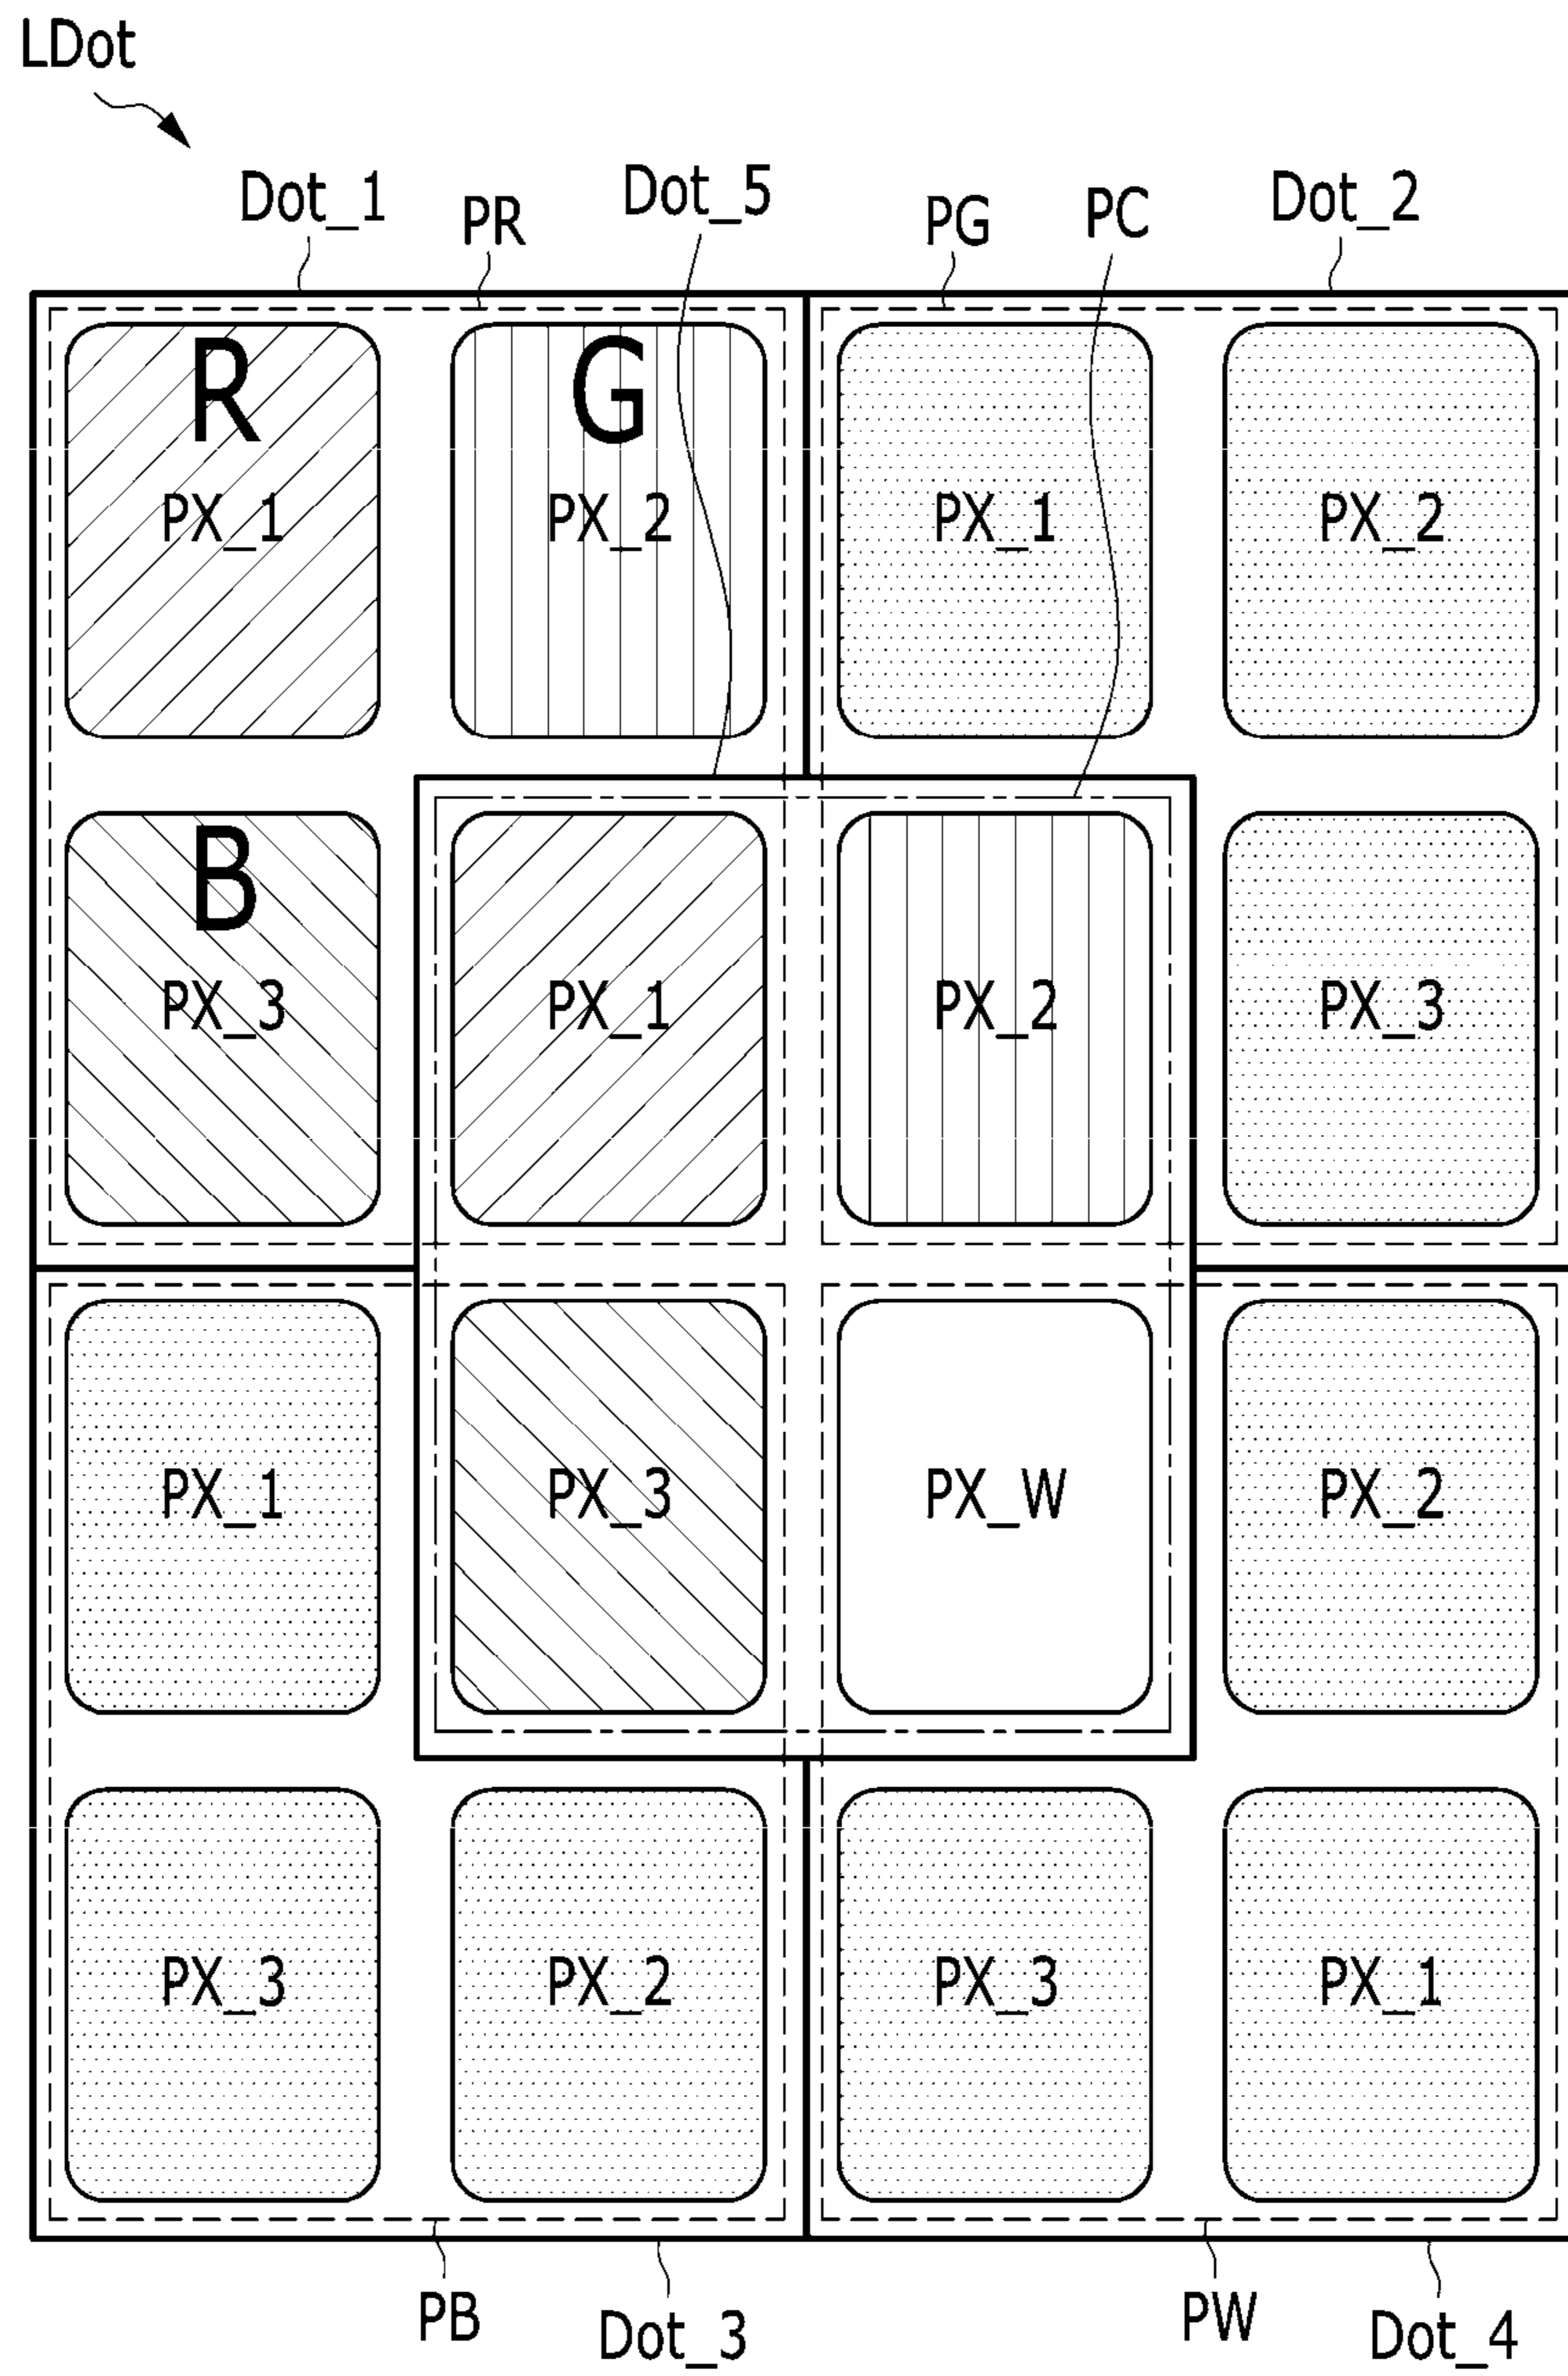 LDot
Dot_1 PR Dot_5 PG PC Dot_2
R G
PX_1 PX_2 PX_1 PX_2
B
PX_3 PX_1 PX_2 PX_3
PX_1 PX_3 PX_W PX_2
PX_3 PX_2 PX_3 PX_1
PB Dot_3 PW Dot_4